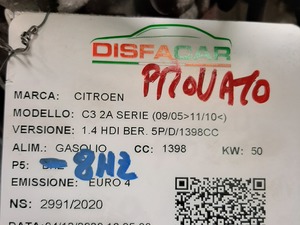 DISFACAR
PROVATO
MARCA: CITROEN
MODELLO: C3 2A SERIE (09/05>11/10<)
VERSIONE: 1.4 HDI BER. 5P/D/1398CC
ALIM.: GASOLIO CC: 1398 KW: 50
P5: 8HZ
EMISSIONE: EURO 4
NS: 2991/2020